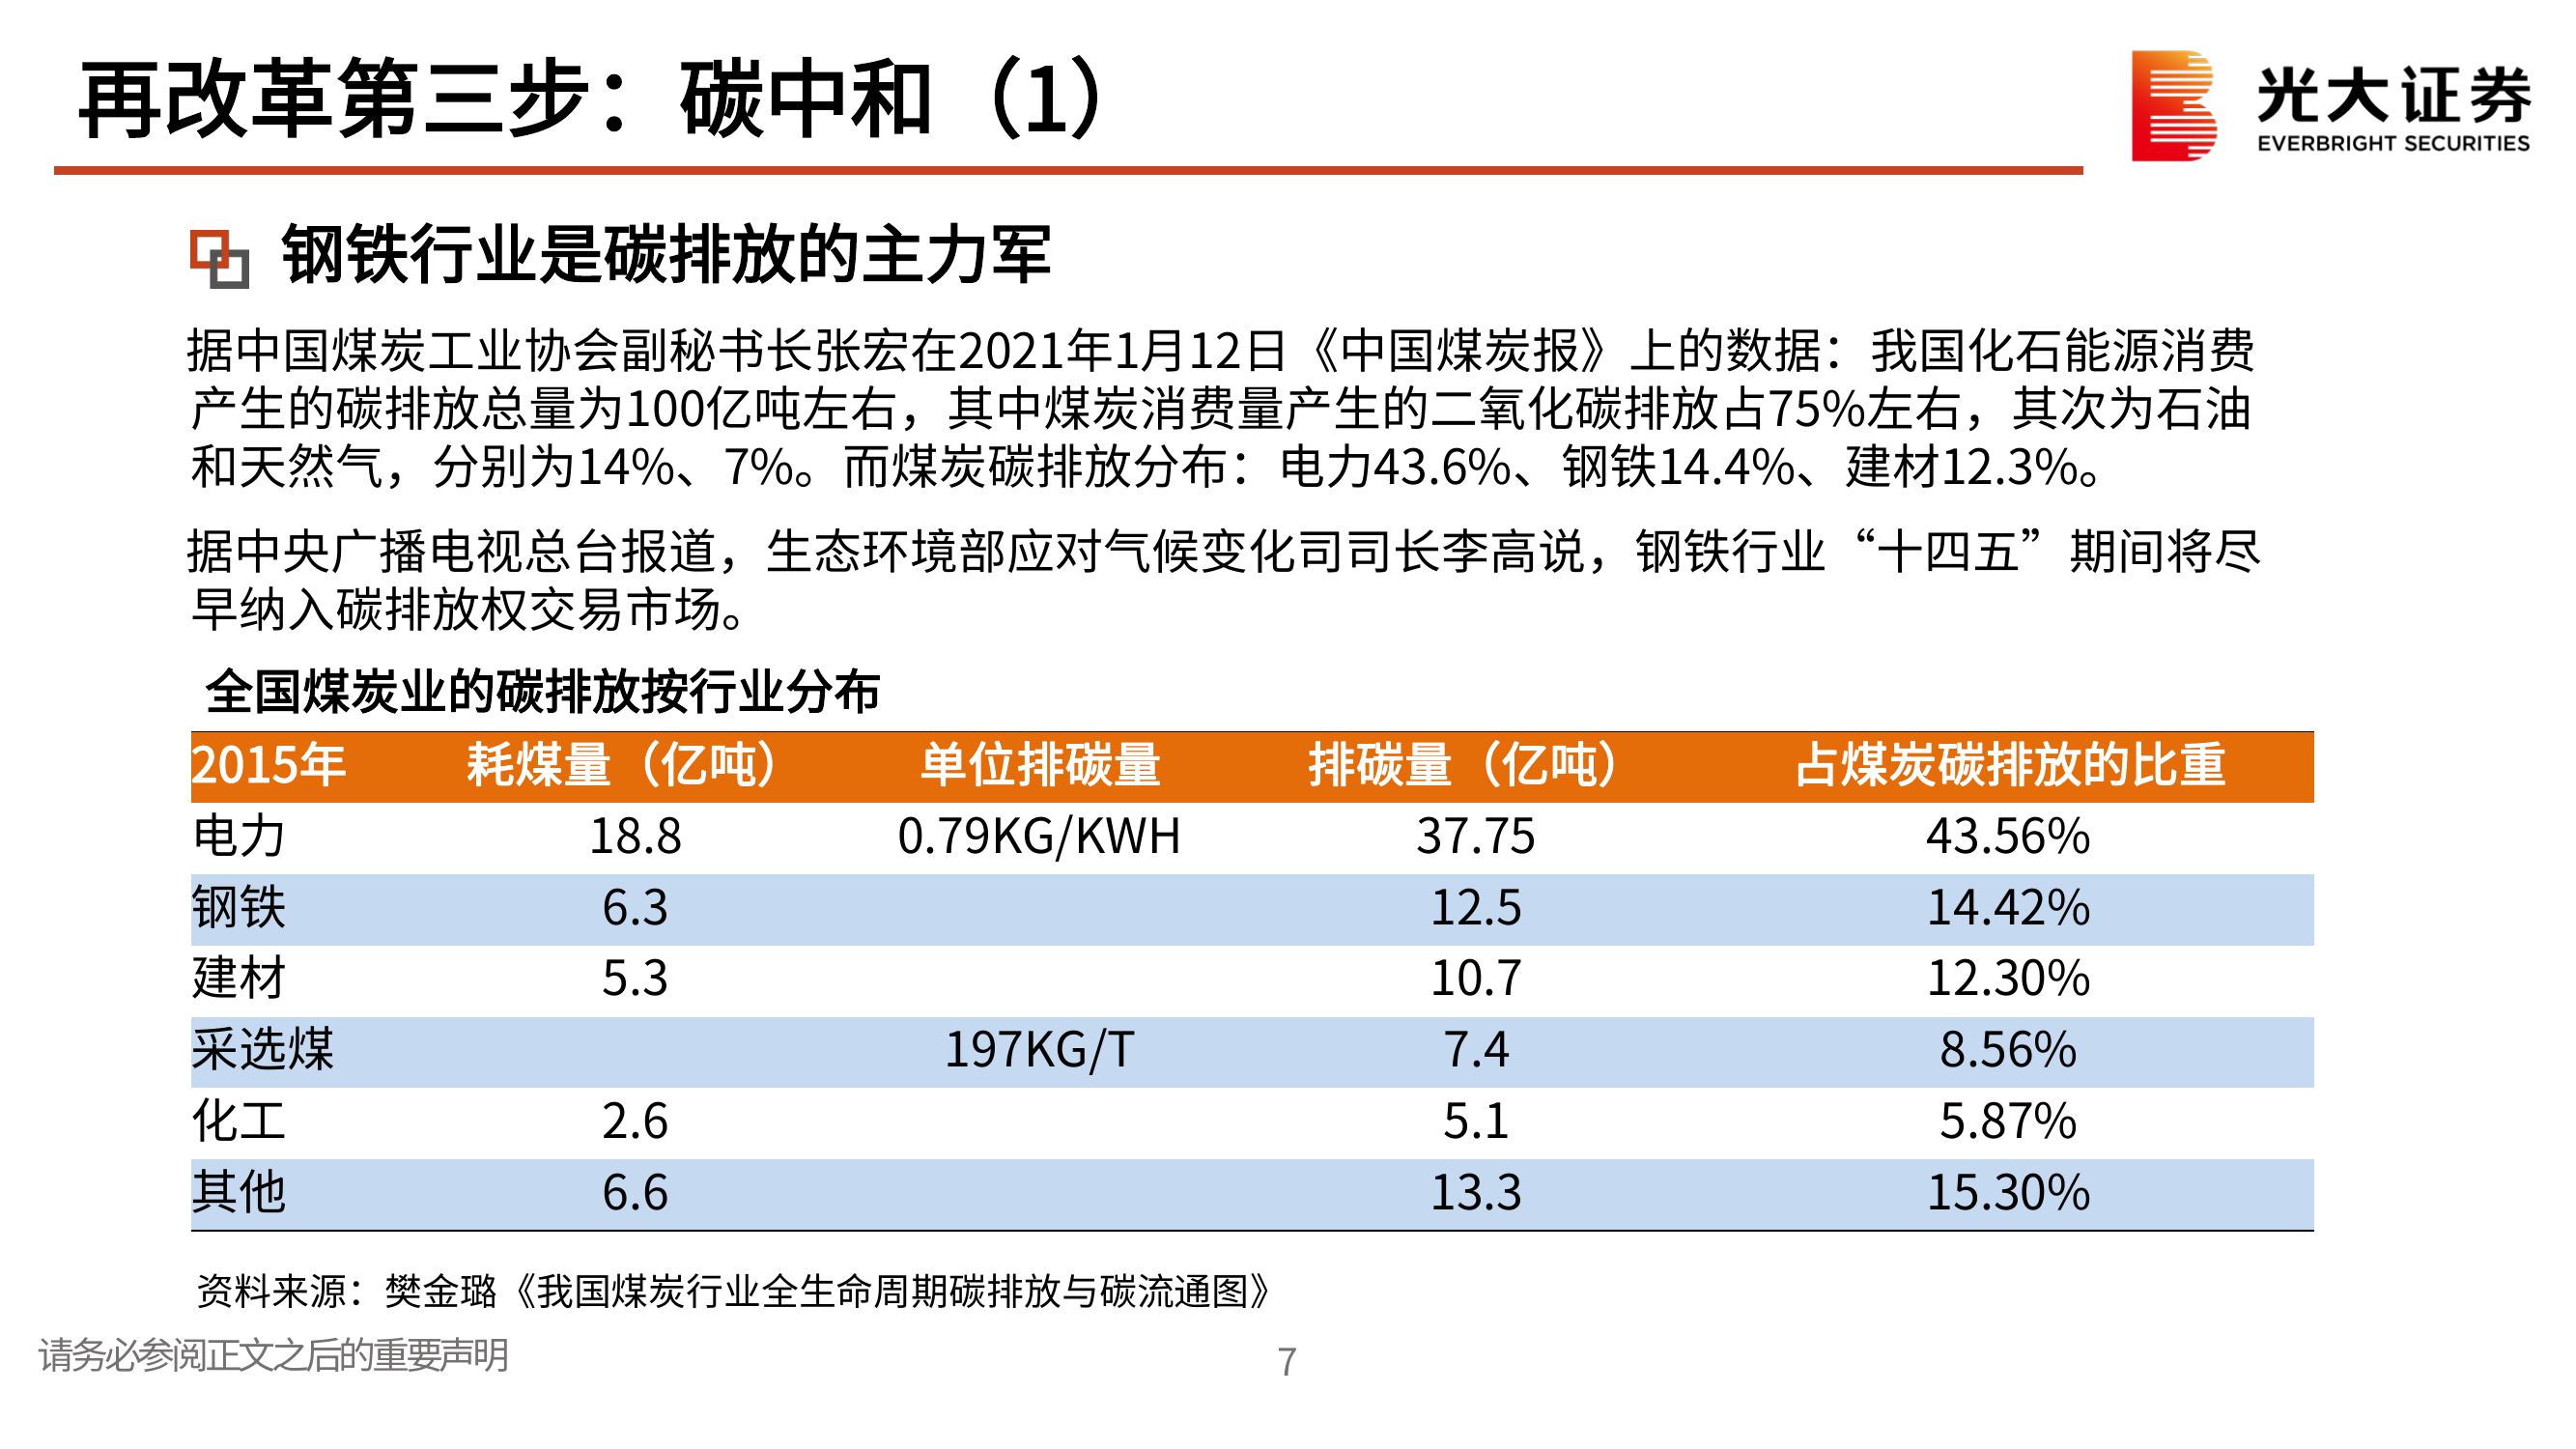 再改革第三步：碳中和（1）
光大证券
EVERBRIGHT SECURITIES
钢铁行业是碳排放的主力军
据中国煤炭工业协会副秘书长张宏在2021年1月12日《中国煤炭报》上的数据：我国化石能源消费
产生的碳排放总量为100亿吨左右，其中煤炭消费量产生的二氧化碳排放占75%左右，其次为石油
和天然气，分别为14%、7%。而煤炭碳排放分布：电力43.6%、钢铁14.4%、建材12.3%。
据中央广播电视总台报道，生态环境部应对气候变化司司长李高说，钢铁行业“十四五”期间将尽
早纳入碳排放权交易市场。
全国煤炭业的碳排放按行业分布
2015年 耗煤量（亿吨） 单位排碳量 排碳量（亿吨） 占煤炭碳排放的比重
电力 18.8 0.79KG/KWH 37.75 43.56%
钢铁 6.3 12.5 14.42%
建材 5.3 10.7 12.30%
采选煤 197KG/T 7.4 8.56%
化工 2.6 5.1 5.87%
其他 6.6 13.3 15.30%
资料来源：樊金璐《我国煤炭行业全生命周期碳排放与碳流通图》
请务必参阅正文之后的重要声明
7